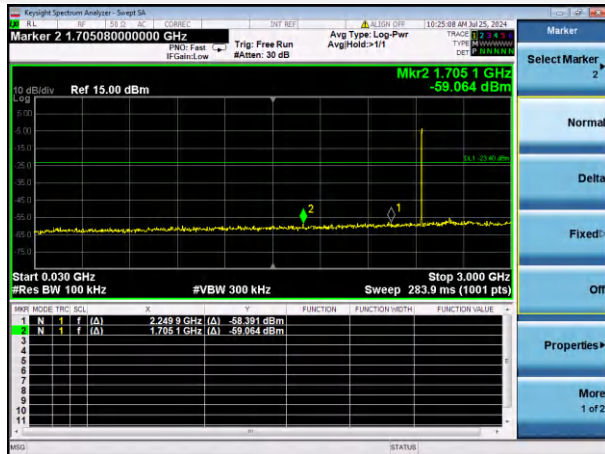 Keysight Spectrum Analyzer - Swept SA
RL RF 50 Ω AC CORREC INT REF ALIGN OFF 10:25:08 AM Jul 25, 2024
Marker 2 1.705080000000 GHz
PNO: Fast
IFGain:Low
Trig: Free Run
#Atten: 30 dB
Avg Type: Log-Pwr
Avg|Hold:>1/1
TRACE 1 2 3 4 5 6
TYPE M W W W W W
DET P N N N N N
Mkr2 1.705 1 GHz
-59.064 dBm
10 dB/div Ref 15.00 dBm
Log
5.00
-5.00
-15.0
-25.0
DL1 -23.40 dBm
-35.0
-45.0
-55.0
-65.0
-75.0
2
1
Start 0.030 GHz
Stop 3.000 GHz
#Res BW 100 kHz
#VBW 300 kHz
Sweep 283.9 ms (1001 pts)
MKR MODE TRC SCL X Y FUNCTION FUNCTION WIDTH FUNCTION VALUE
1 N 1 f (Δ) 2.249 9 GHz (Δ) -58.391 dBm
2 N 1 f (Δ) 1.705 1 GHz (Δ) -59.064 dBm
3
4
5
6
7
8
9
10
11
MSG STATUS
Marker
Select Marker
2
Normal
Delta
Fixed
Off
Properties
More
1 of 2